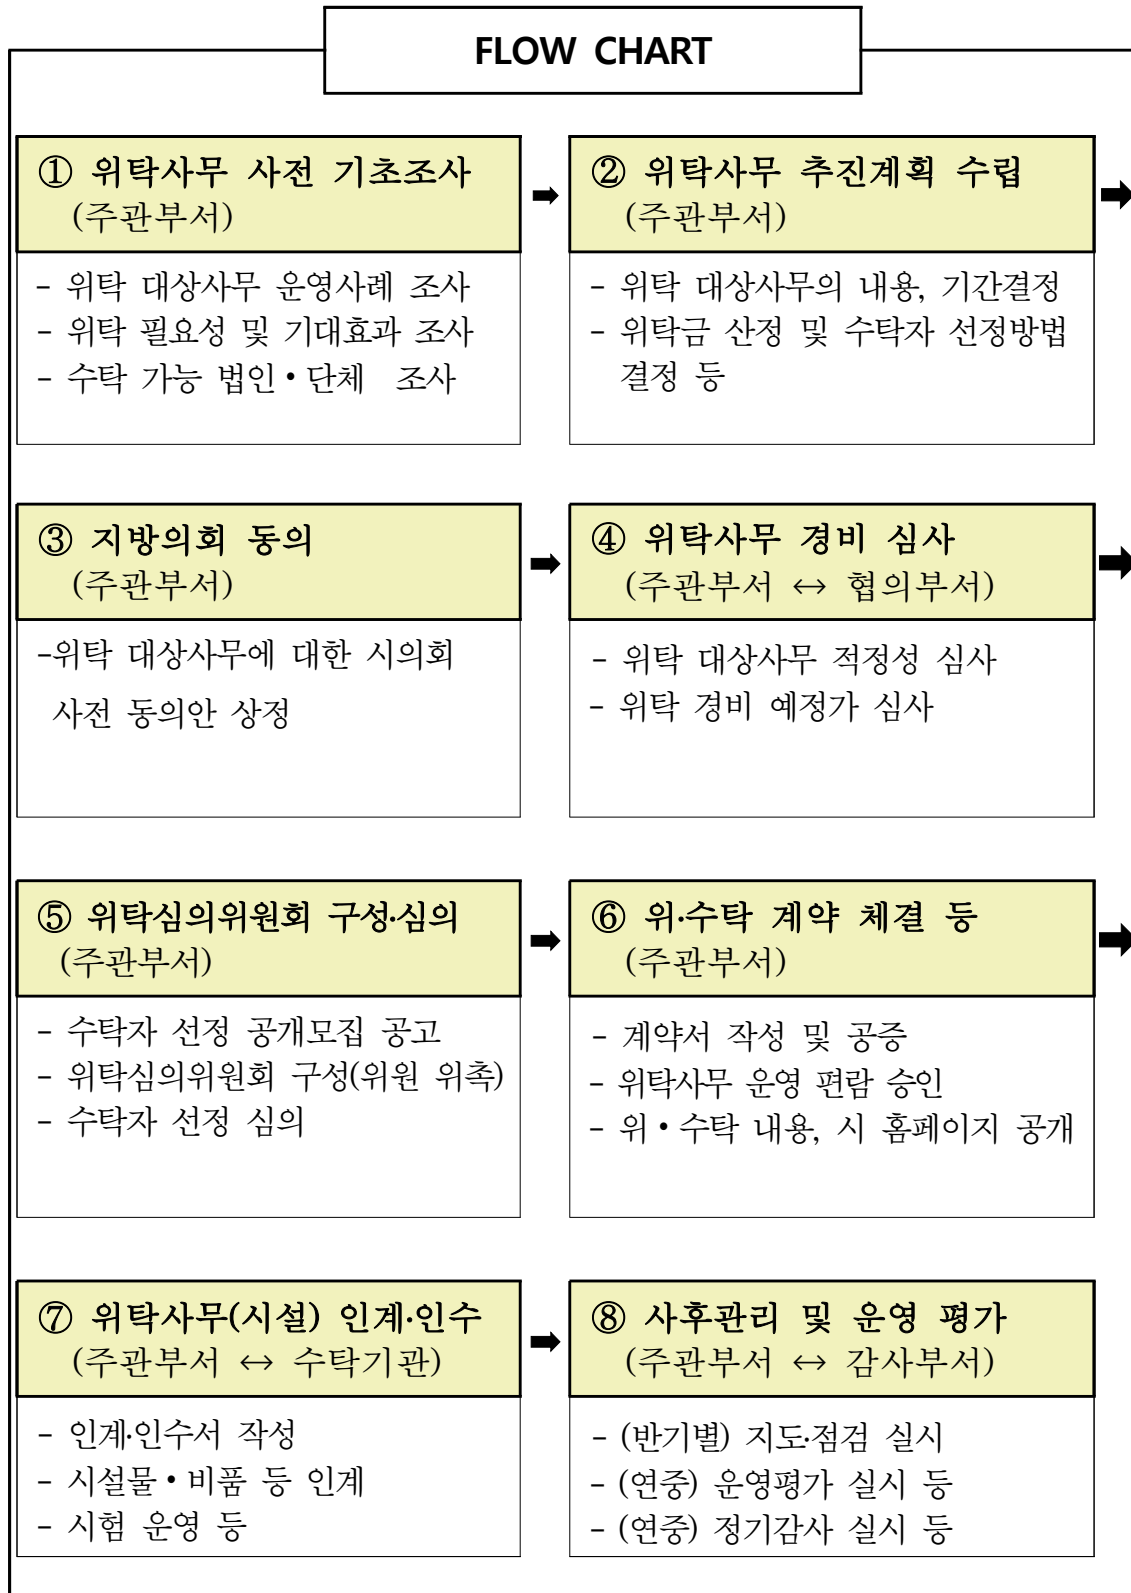 FLOW CHART
① 위탁사무 사전 기초조사
(주관부서)
- 위탁 대상사무 운영사례 조사
- 위탁 필요성 및 기대효과 조사
- 수탁 가능 법인•단체 조사
② 위탁사무 추진계획 수립
(주관부서)
- 위탁 대상사무의 내용, 기간결정
- 위탁금 산정 및 수탁자 선정방법
결정 등
③ 지방의회 동의
(주관부서)
-위탁 대상사무에 대한 시의회
사전 동의안 상정
④ 위탁사무 경비 심사
(주관부서 ↔ 협의부서)
- 위탁 대상사무 적정성 심사
- 위탁 경비 예정가 심사
⑤ 위탁심의위원회 구성·심의
(주관부서)
- 수탁자 선정 공개모집 공고
- 위탁심의위원회 구성(위원 위촉)
- 수탁자 선정 심의
⑥ 위·수탁 계약 체결 등
(주관부서)
- 계약서 작성 및 공증
- 위탁사무 운영 편람 승인
- 위•수탁 내용, 시 홈페이지 공개
⑦ 위탁사무(시설) 인계·인수
(주관부서 ↔ 수탁기관)
- 인계·인수서 작성
- 시설물•비품 등 인계
- 시험 운영 등
⑧ 사후관리 및 운영 평가
(주관부서 ↔ 감사부서)
- (반기별) 지도·점검 실시
- (연중) 운영평가 실시 등
- (연중) 정기감사 실시 등